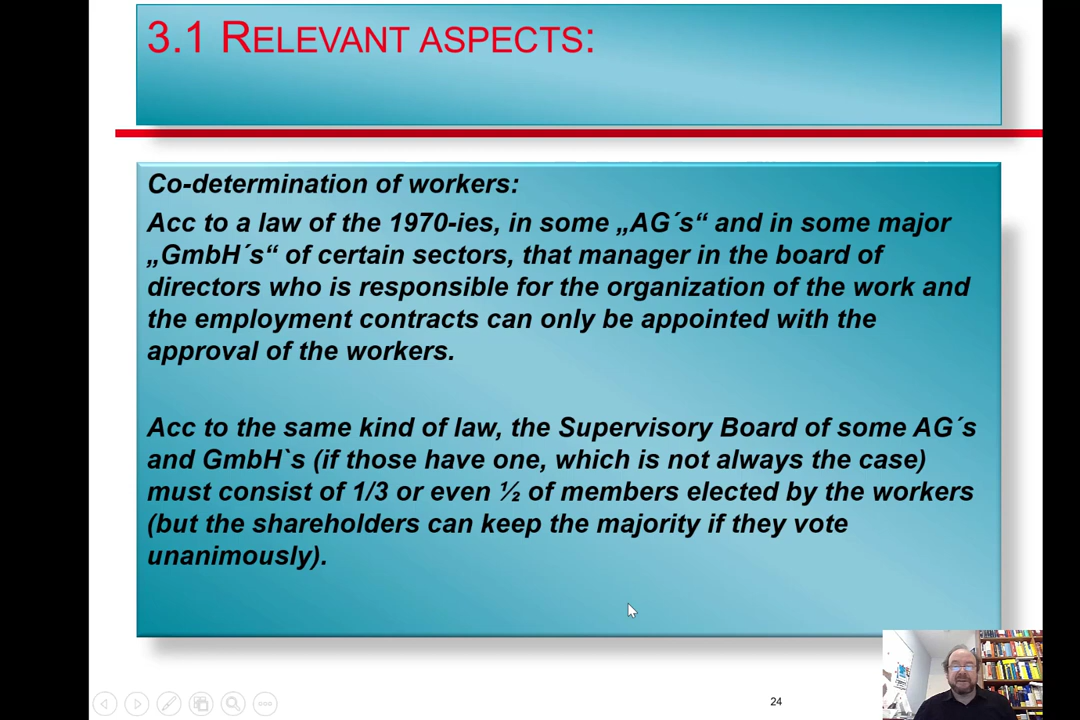 3.1 RELEVANT ASPECTS:
Co-determination of workers:
Acc to a law of the 1970-ies, in some „AG´s“ and in some major
„GmbH´s“ of certain sectors, that manager in the board of
directors who is responsible for the organization of the work and
the employment contracts can only be appointed with the
approval of the workers.
Acc to the same kind of law, the Supervisory Board of some AG´s
and GmbH`s (if those have one, which is not always the case)
must consist of 1/3 or even ½ of members elected by the workers
(but the shareholders can keep the majority if they vote
unanimously).
24